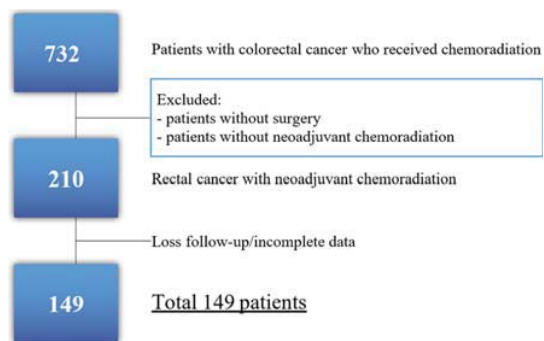 732
Patients with colorectal cancer who received chemoradiation
Excluded:
- patients without surgery
- patients without neoadjuvant chemoradiation
210
Rectal cancer with neoadjuvant chemoradiation
Loss follow-up/incomplete data
149
Total 149 patients